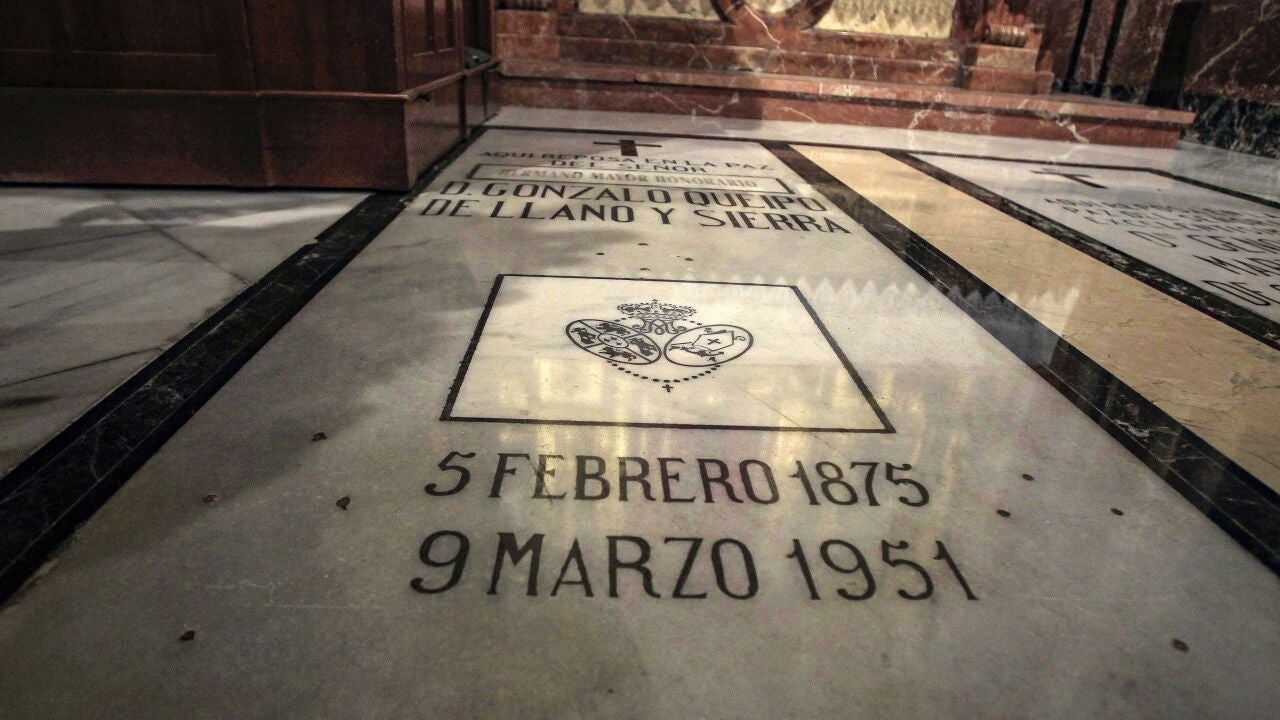 AQUI REPOSA EN LA PAZ
DEL SEÑOR
HERMANO MAYOR HONORARIO
D. GONZALO QUEIPO
DE LLANO Y SIERRA
5 FEBRERO 1875
9 MARZO 1951